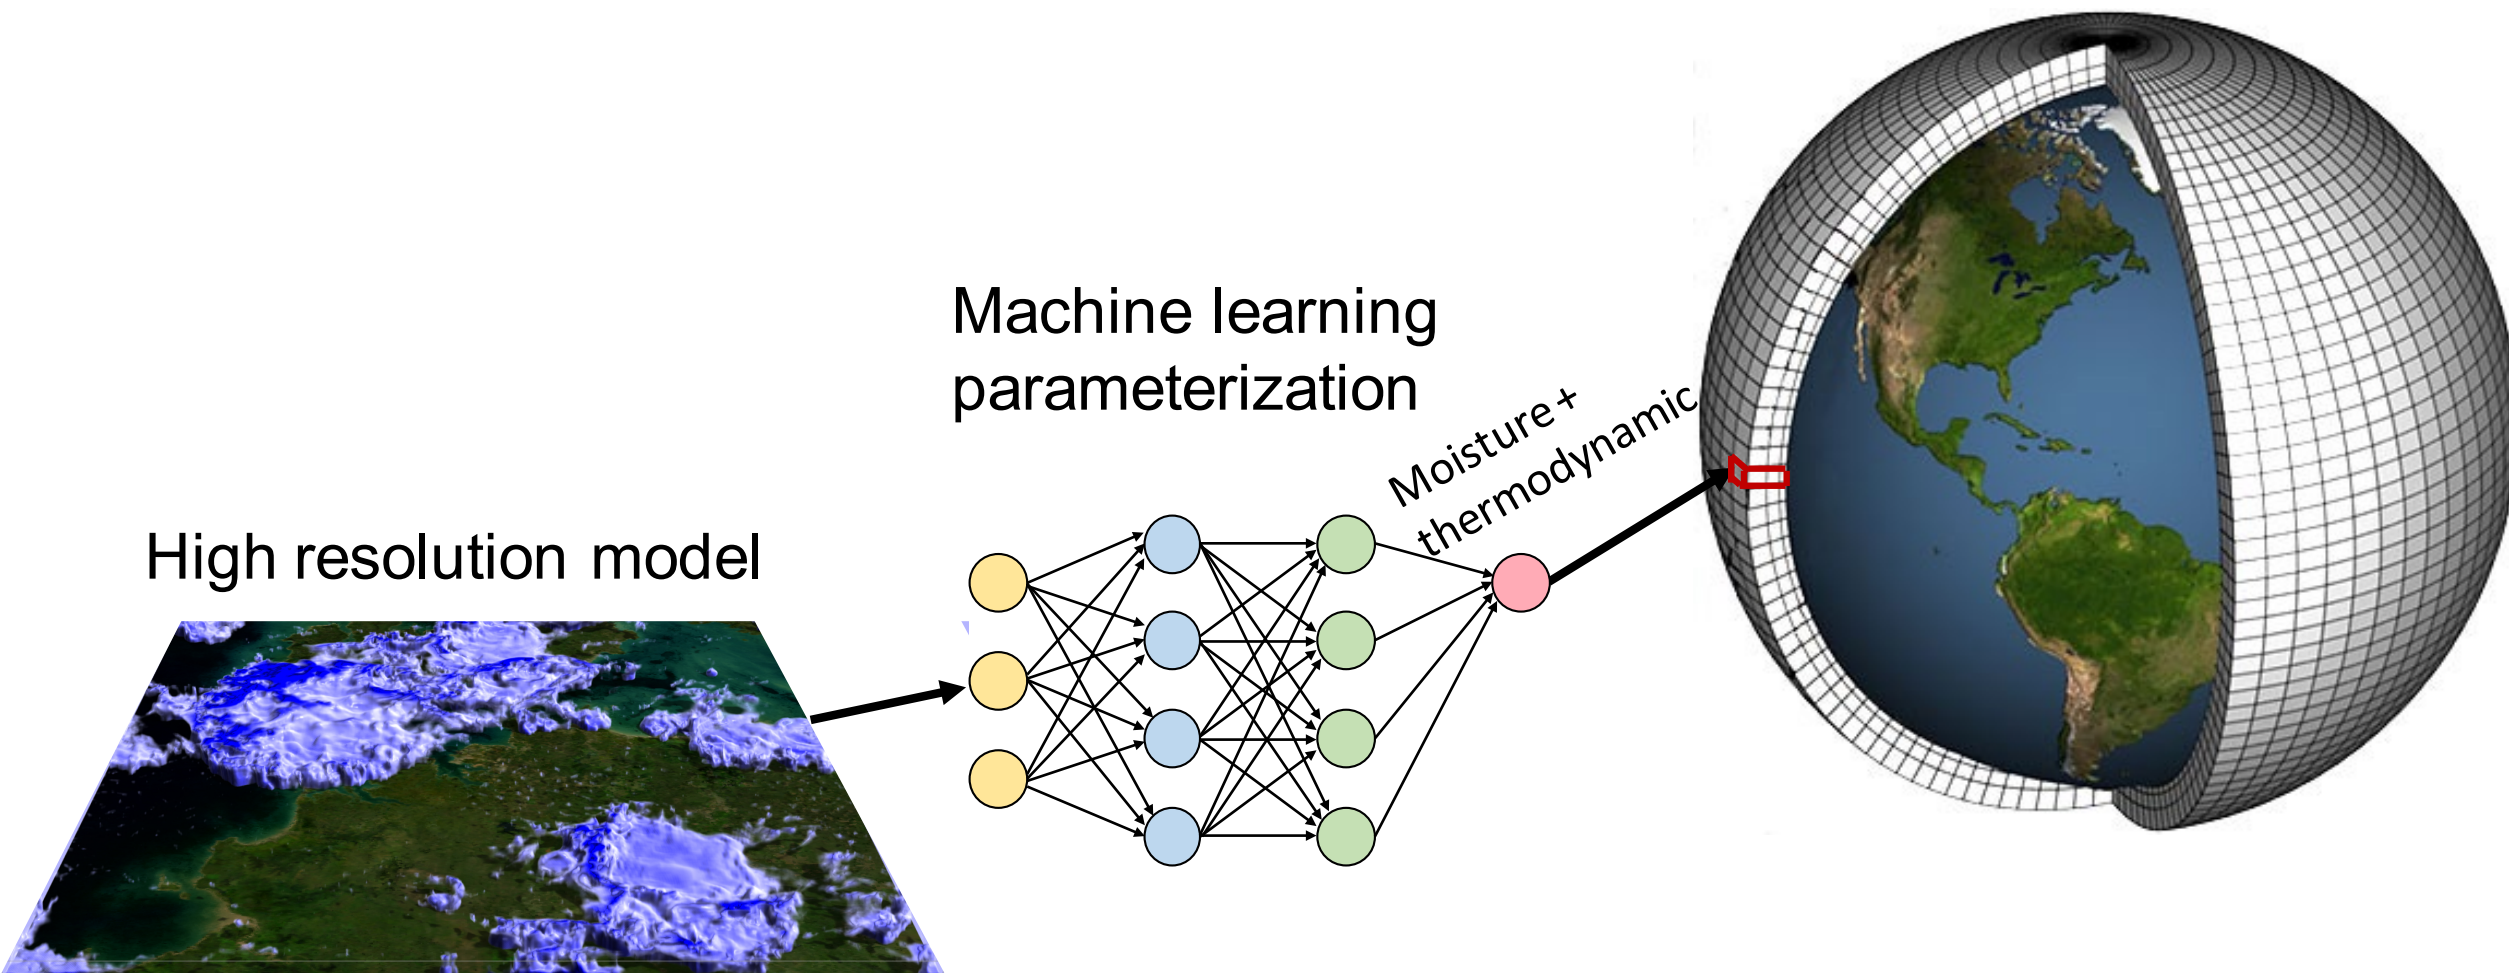 High resolution model
Machine learning
parameterization
Moisture +
thermodynamic